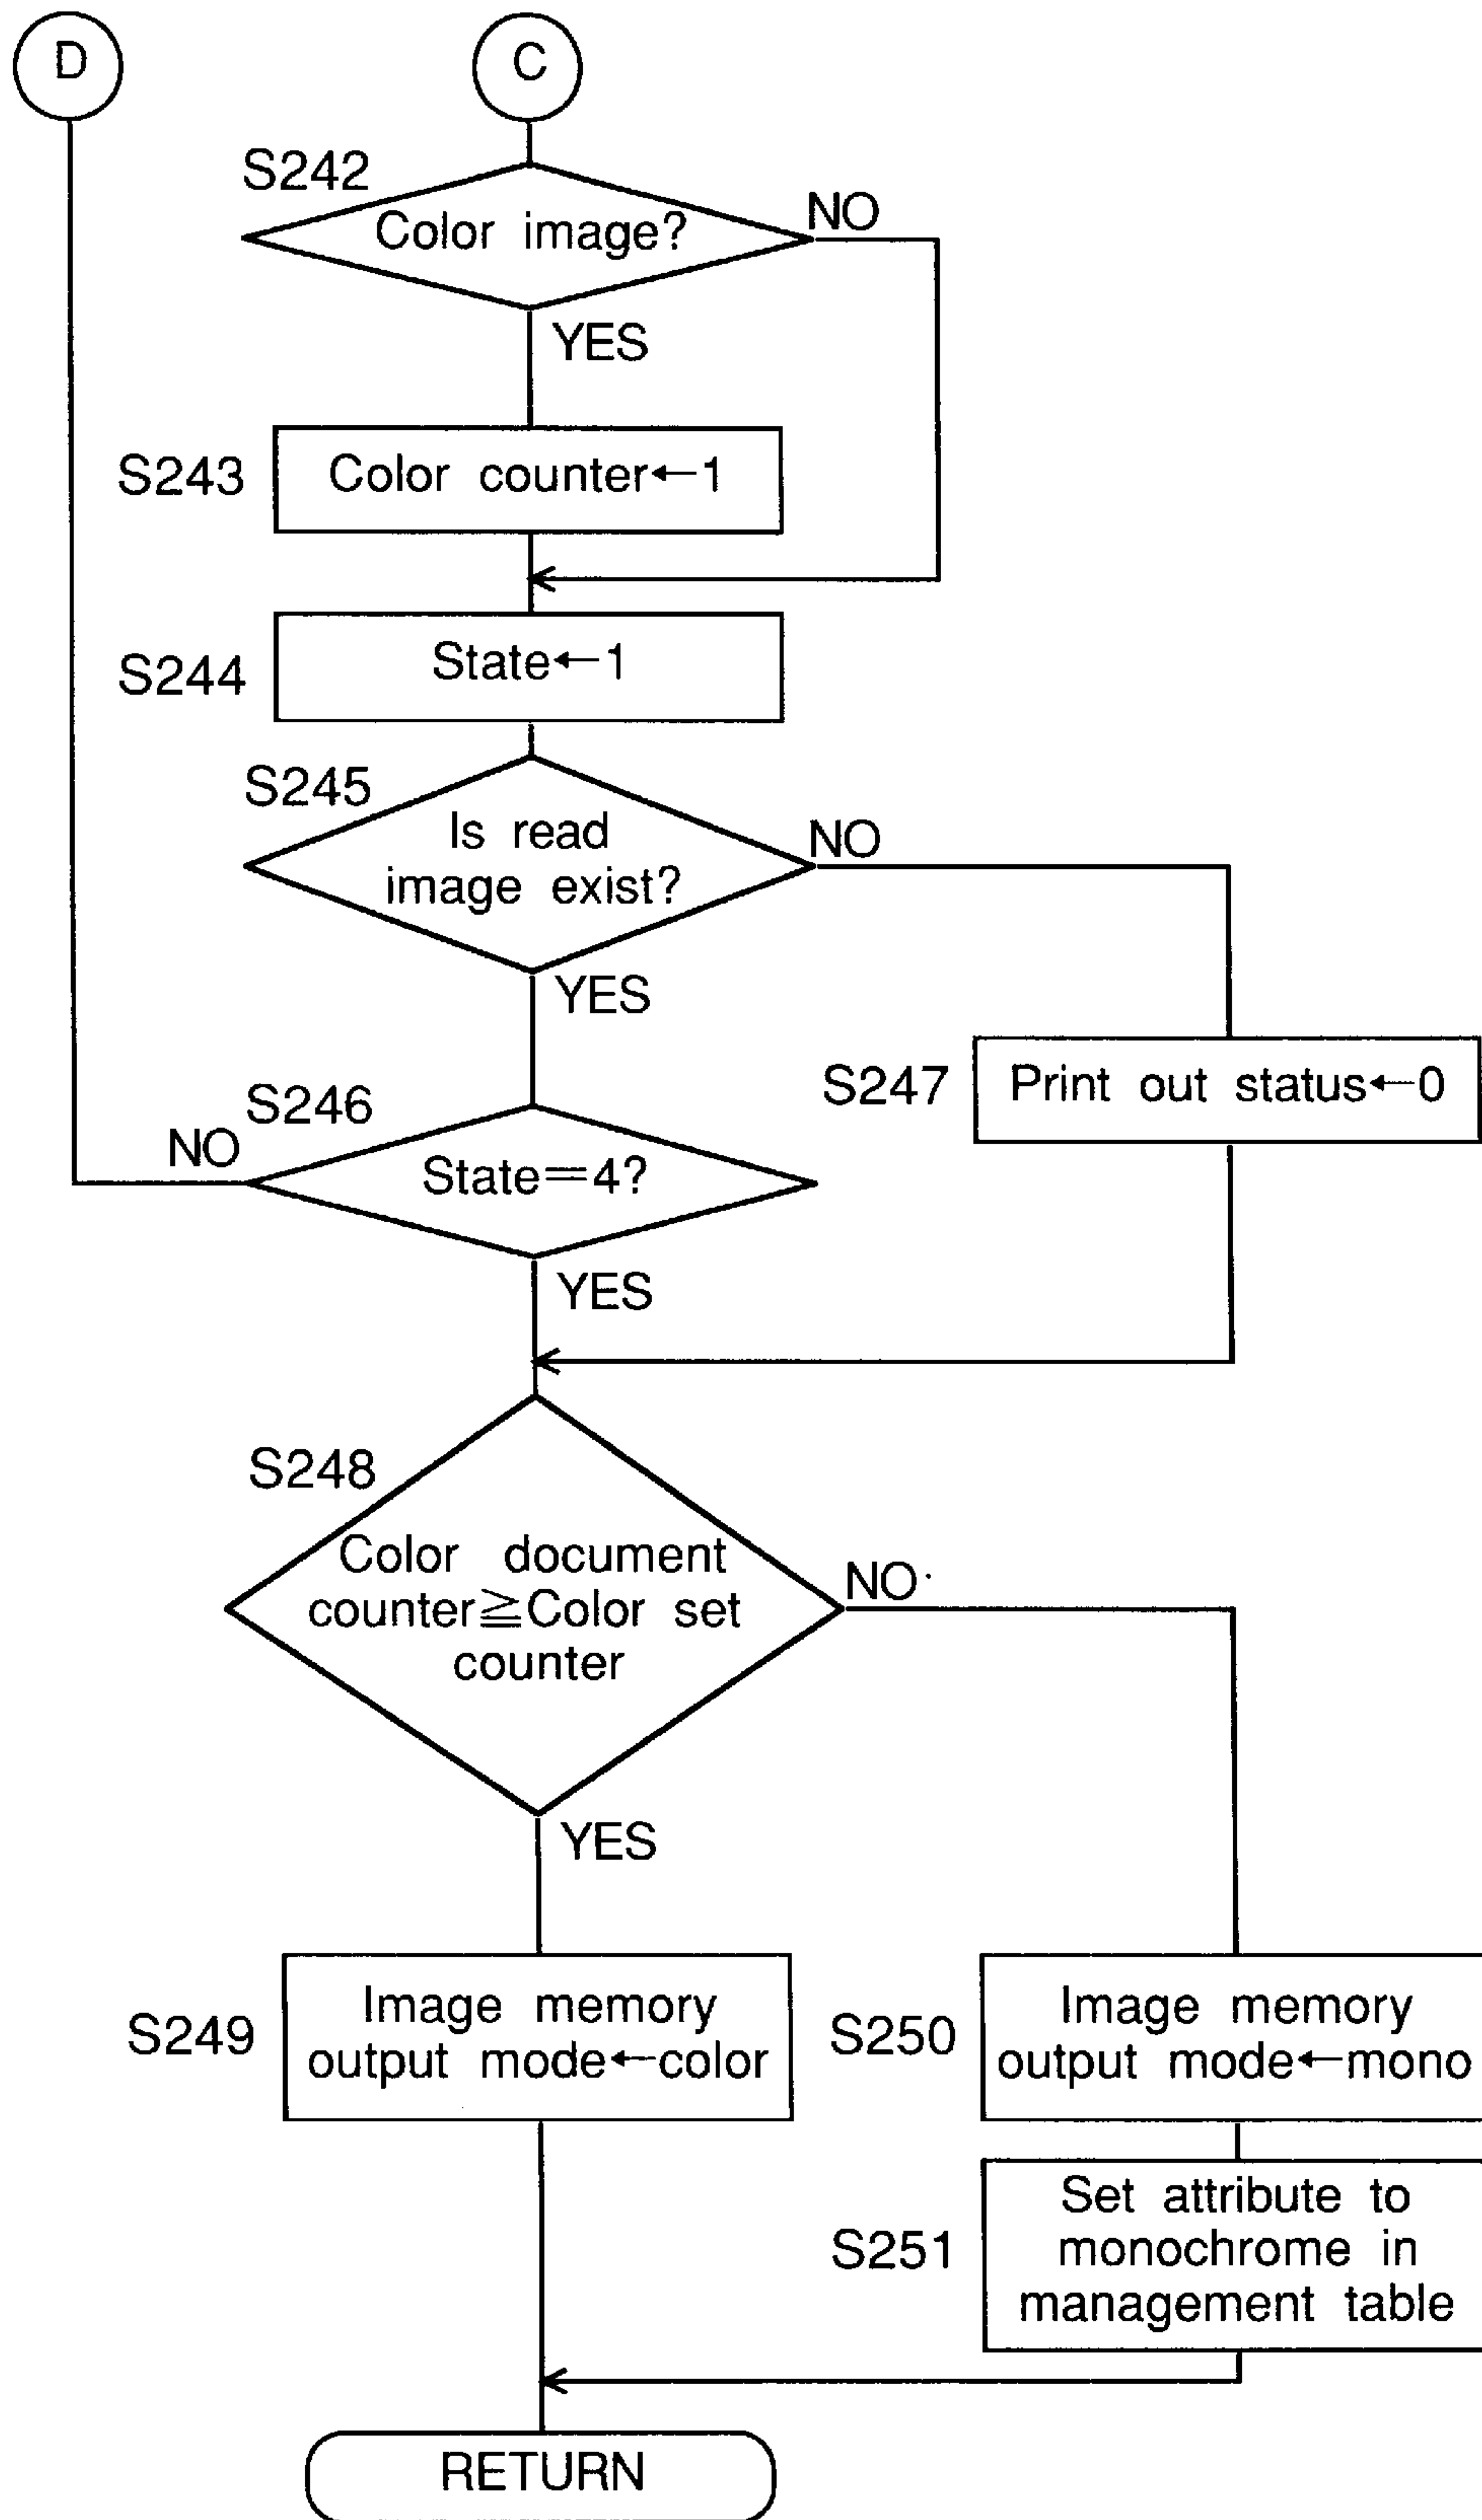 D
C
S242
Color image?
NO
YES
S243
Color counter←1
S244
State←1
S245
Is read
image exist?
NO
YES
S247
Print out status←0
S246
NO
State=4?
YES
S248
Color document
counter≧Color set
counter
NO
YES
S249
Image memory
output mode←color
S250
Image memory
output mode←mono
S251
Set attribute to
monochrome in
management table
RETURN